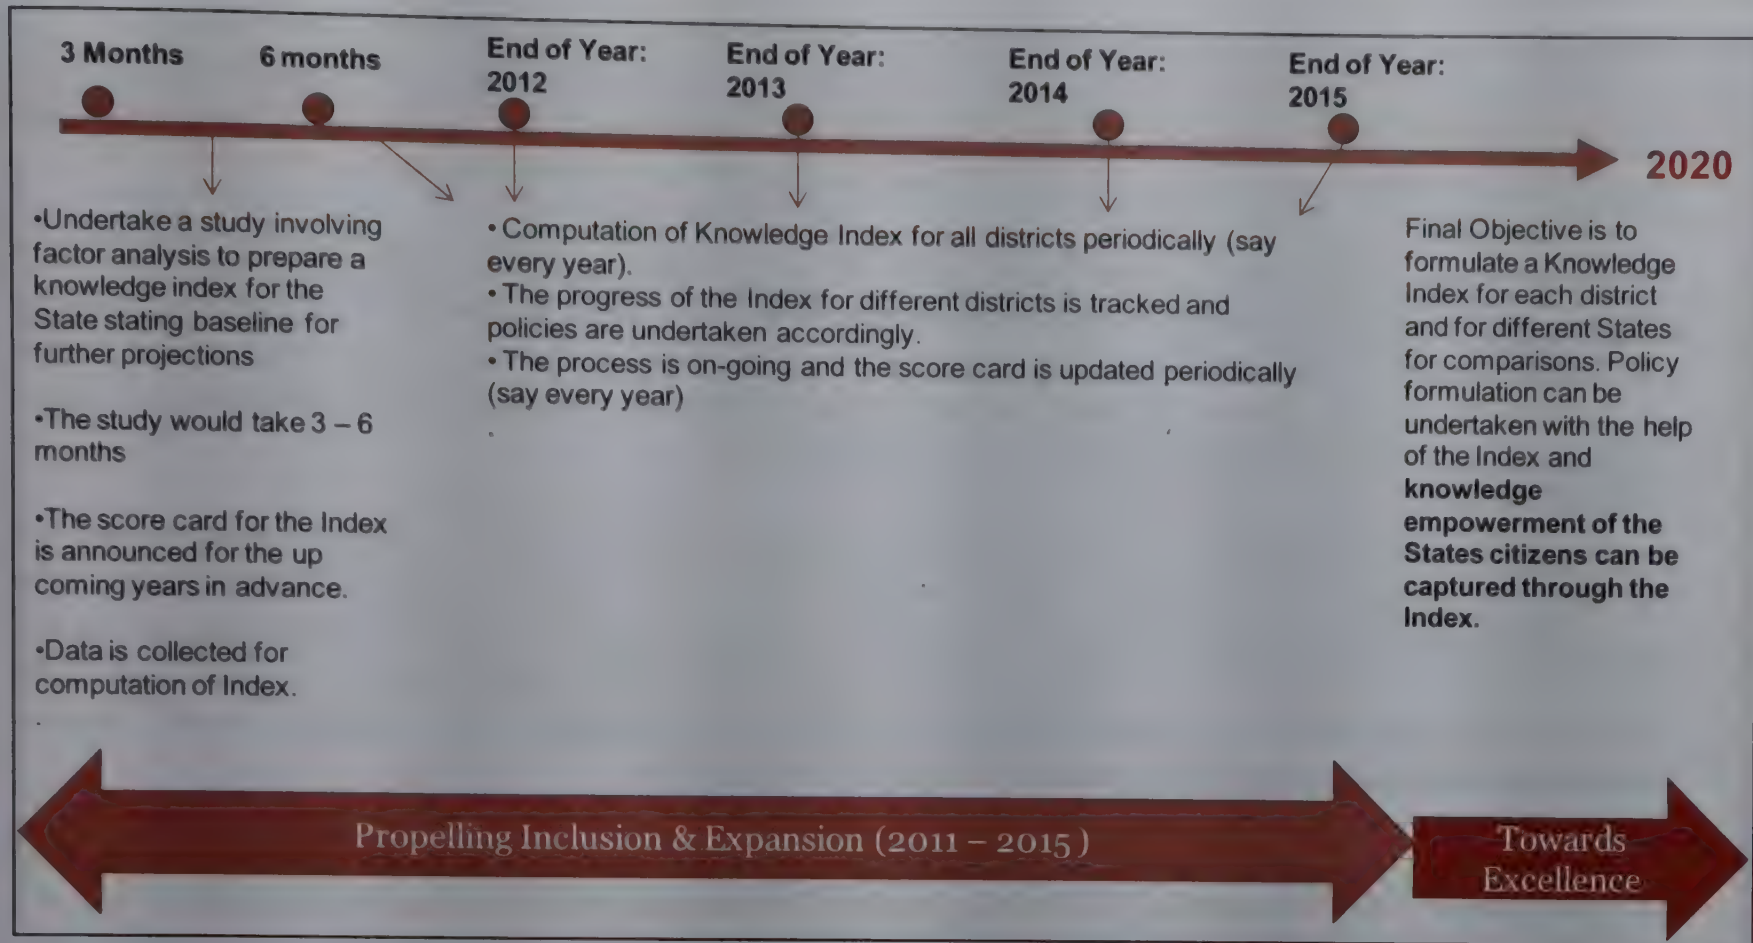 3 Months
6 months
End of Year:
2012
End of Year:
2013
End of Year:
2014
End of Year:
2015
2020
•Undertake a study involving
factor analysis to prepare a
knowledge index for the
State stating baseline for
further projections
•The study would take 3 – 6
months
•The score card for the Index
is announced for the up
coming years in advance.
•Data is collected for
computation of Index.
• Computation of Knowledge Index for all districts periodically (say
every year).
• The progress of the Index for different districts is tracked and
policies are undertaken accordingly.
• The process is on-going and the score card is updated periodically
(say every year)
Final Objective is to
formulate a Knowledge
Index for each district
and for different States
for comparisons. Policy
formulation can be
undertaken with the help
of the Index and
knowledge
empowerment of the
States citizens can be
captured through the
Index.
Propelling Inclusion & Expansion (2011 – 2015 )
Towards
Excellence